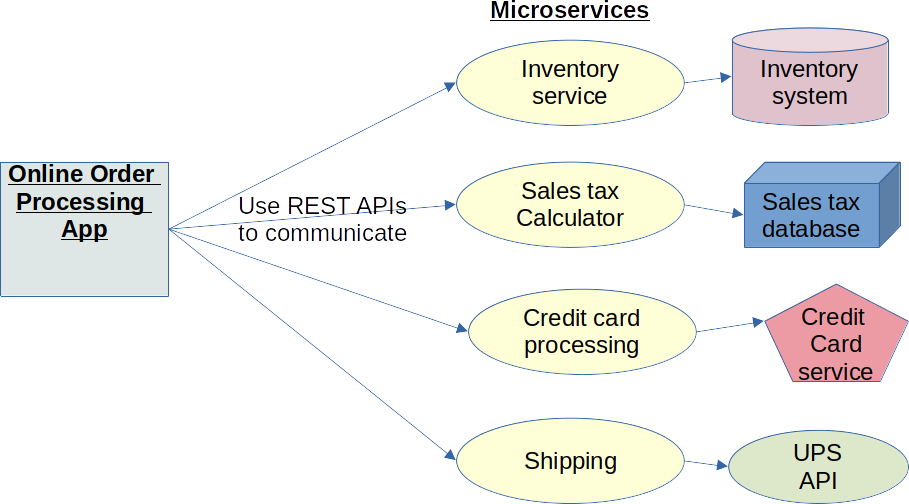 Microservices
Inventory
service
Inventory
system
Online Order
Processing
App
Use REST APIs
to communicate
Sales tax
Calculator
Sales tax
database
Credit card
processing
Credit
Card
service
Shipping
UPS
API